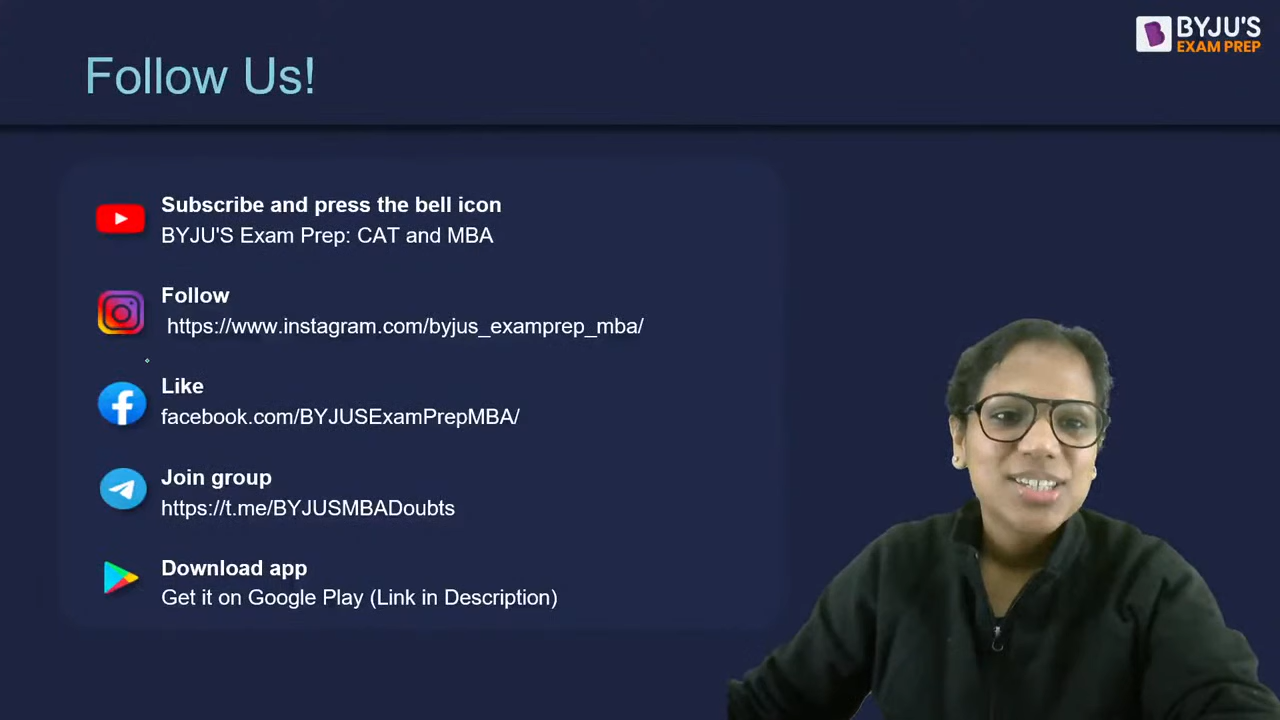 BYJU'S
EXAM PREP
Follow Us!
Subscribe and press the bell icon
BYJU'S Exam Prep: CAT and MBA
Follow
https://www.instagram.com/byjus_examprep_mba/
Like
facebook.com/BYJUSExamPrepMBA/
Join group
https://t.me/BYJUSMBADoubts
Download app
Get it on Google Play (Link in Description)